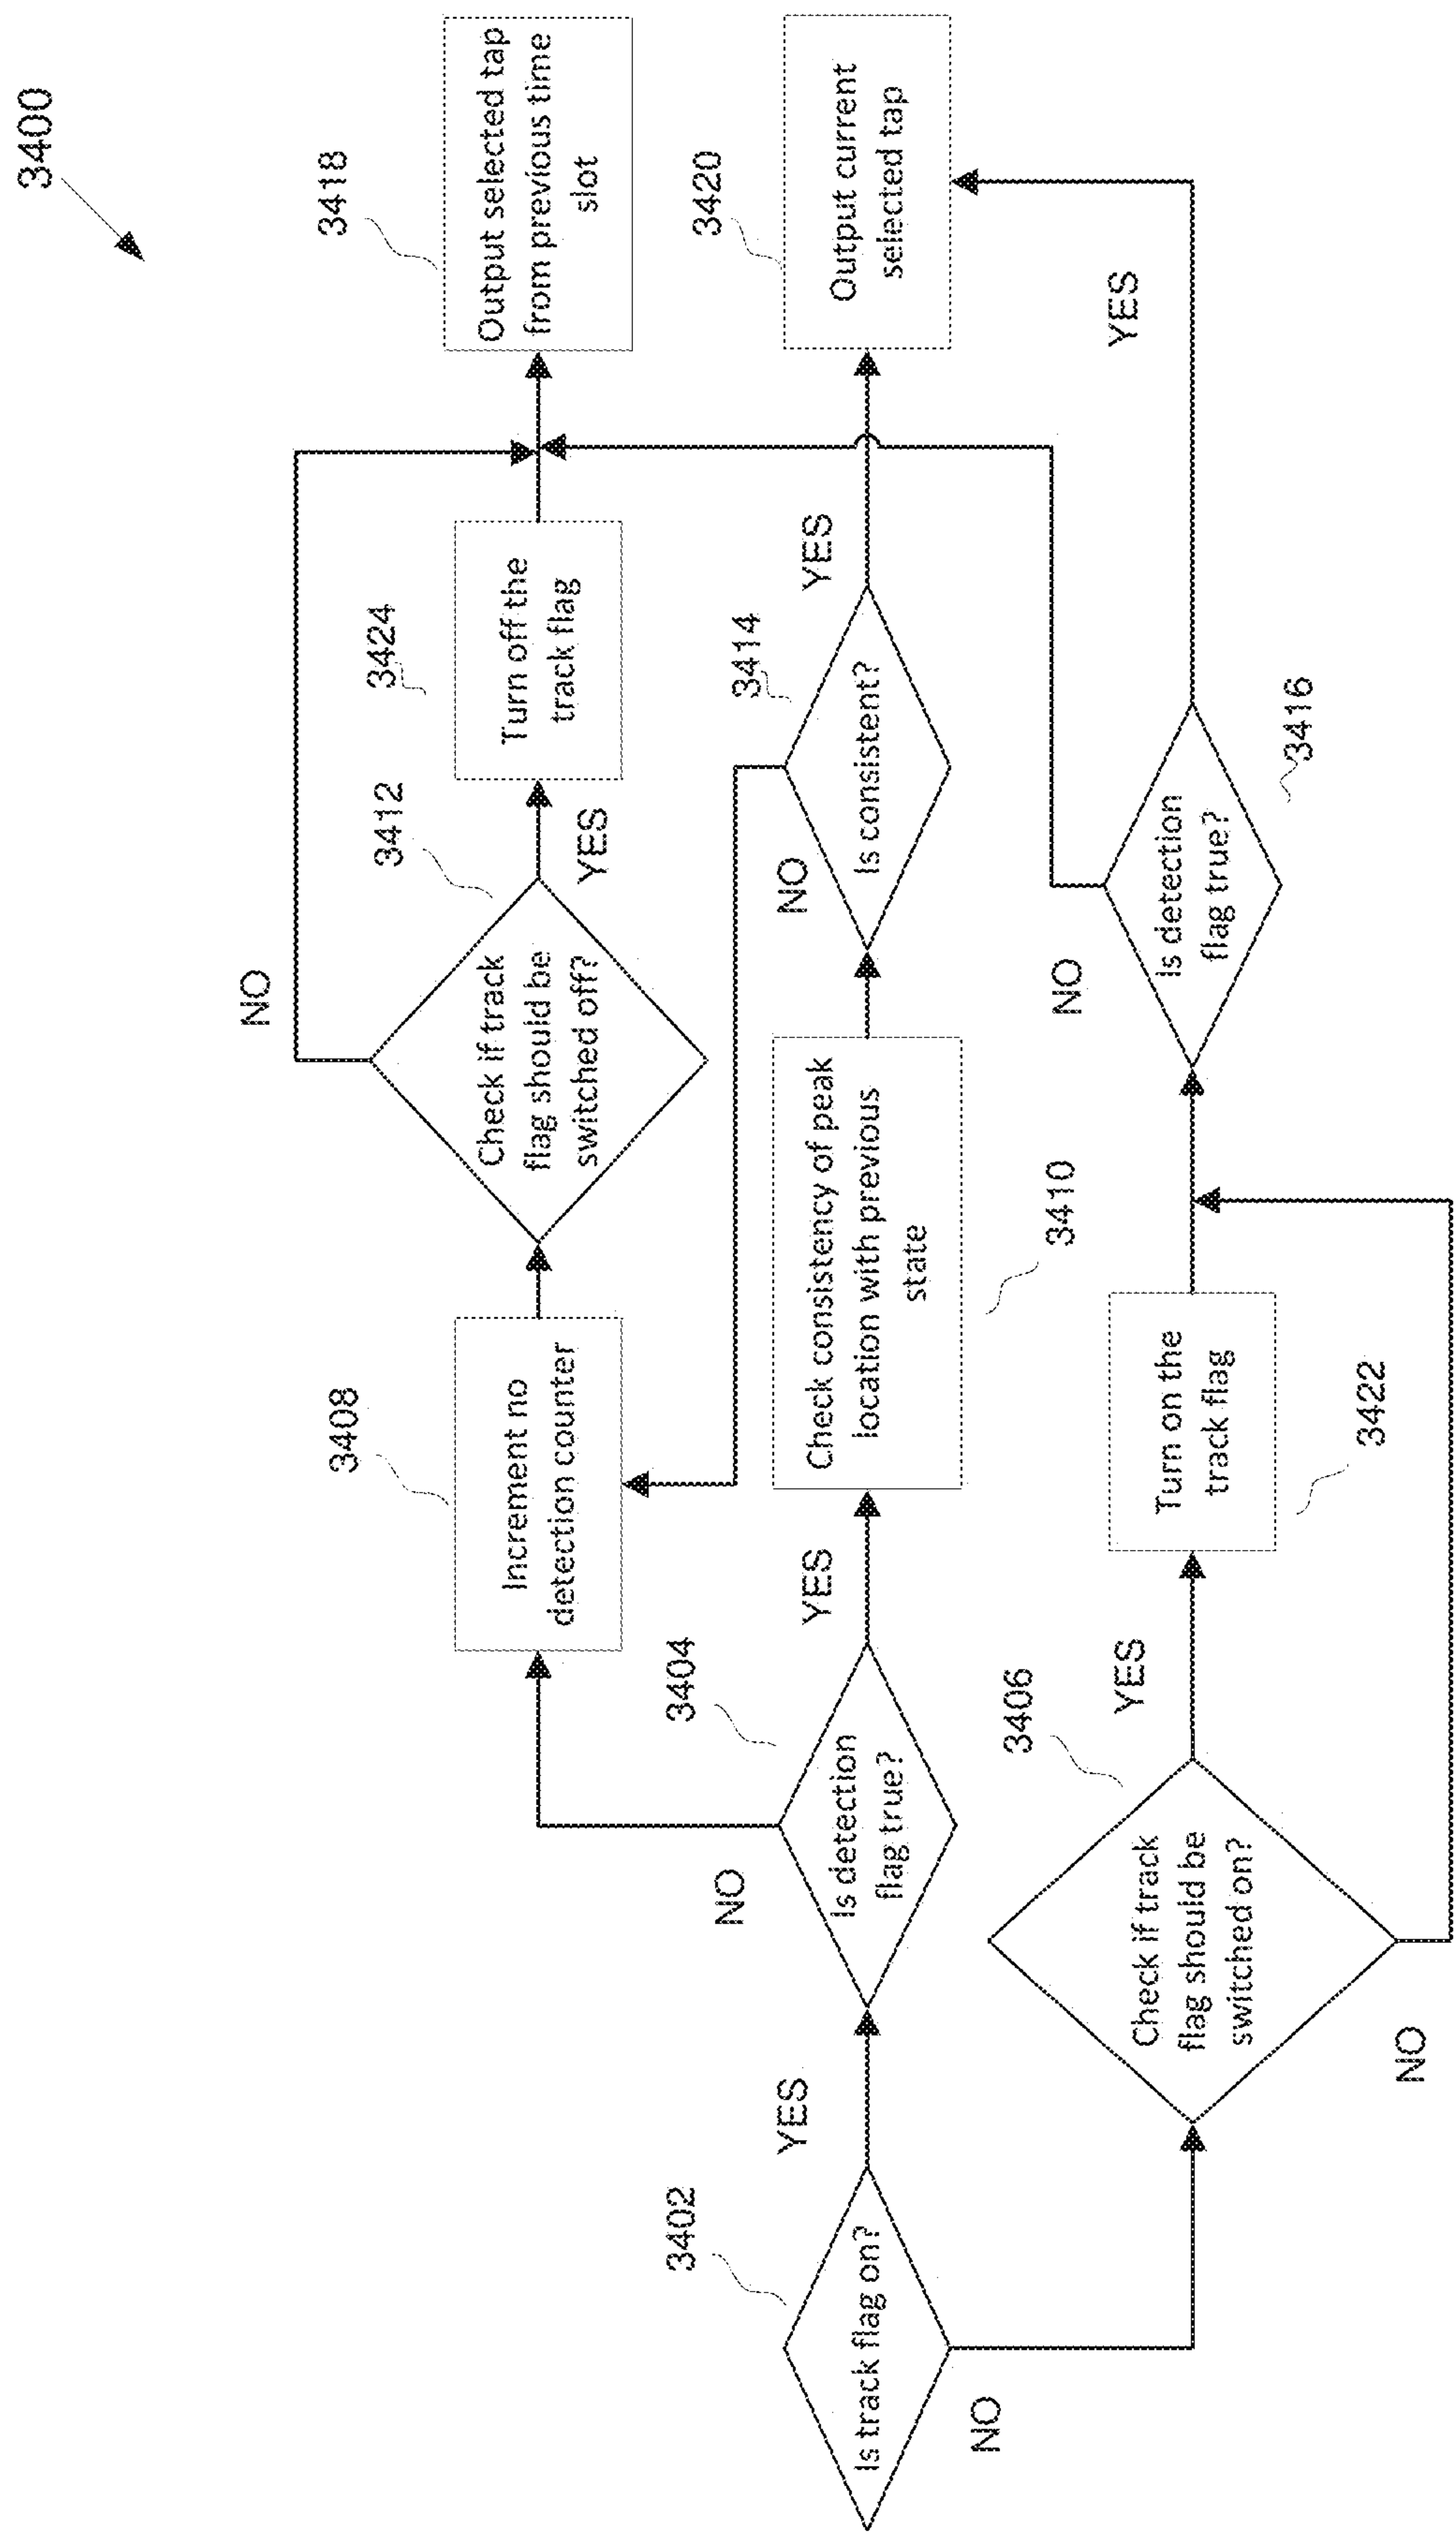 3400
3418
Output selected tap
from previous time
slot
3424
Turn off the
track flag
3412
Check if track
flag should be
switched off?
YES
NO
3408
Increment no
detection counter
3420
Output current
selected tap
3414
Is consistent?
YES
NO
Check consistency of peak
location with previous
state
3410
3404
Is detection
flag true?
YES
NO
3402
Is track flag on?
YES
NO
3406
Check if track
flag should be
switched on?
YES
NO
Turn on the
track flag
3422
Is detection
flag true?
3416
YES
NO